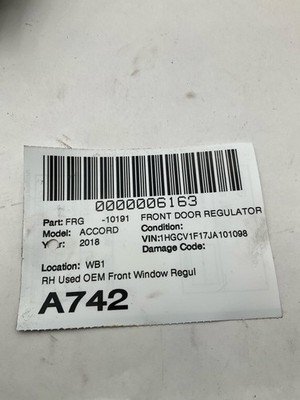 0000006163
Part: FRG -10191 FRONT DOOR REGULATOR
Model: ACCORD Condition:
Year: 2018 VIN:1HGCV1F17JA101098
Damage Code:
Location: WB1
RH Used OEM Front Window Regul
A742